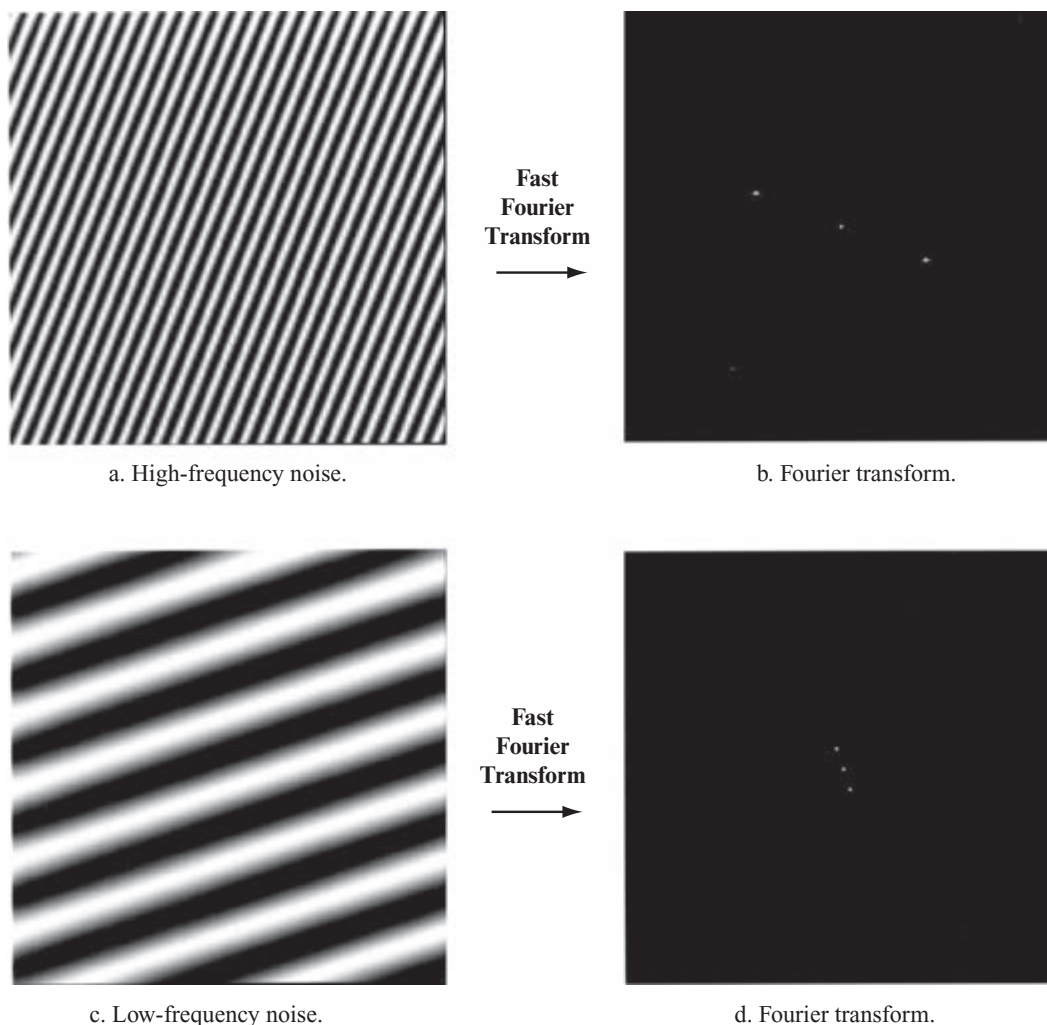 Fast
Fourier
Transform
a. High-frequency noise.
b. Fourier transform.
Fast
Fourier
Transform
c. Low-frequency noise.
d. Fourier transform.